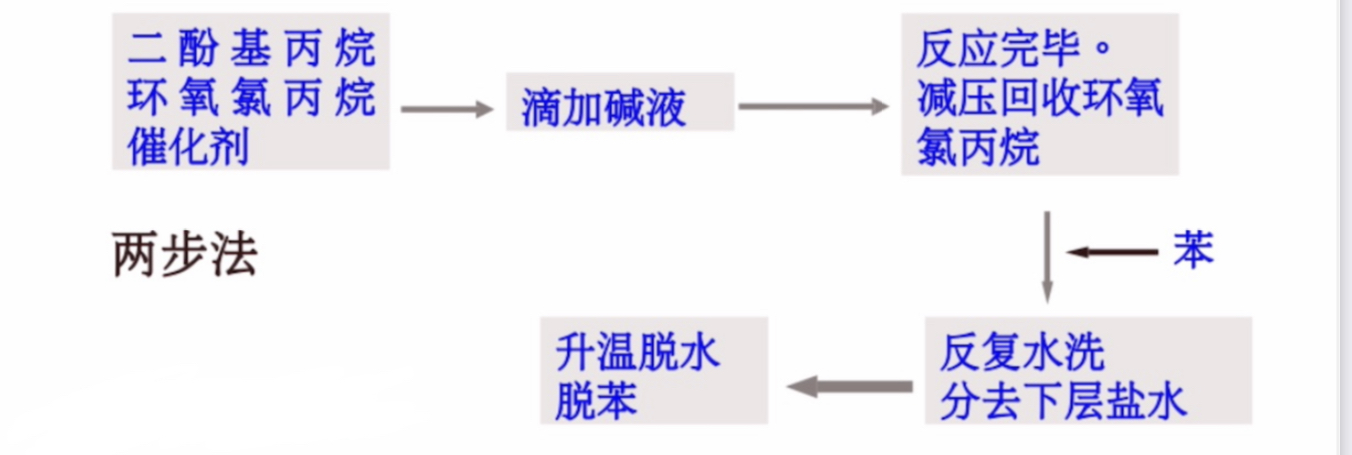 二酚基丙烷
环氧氯丙烷
催化剂
滴加碱液
反应完毕。
减压回收环氧
氯丙烷
两步法
苯
升温脱水
脱苯
反复水洗
分去下层盐水